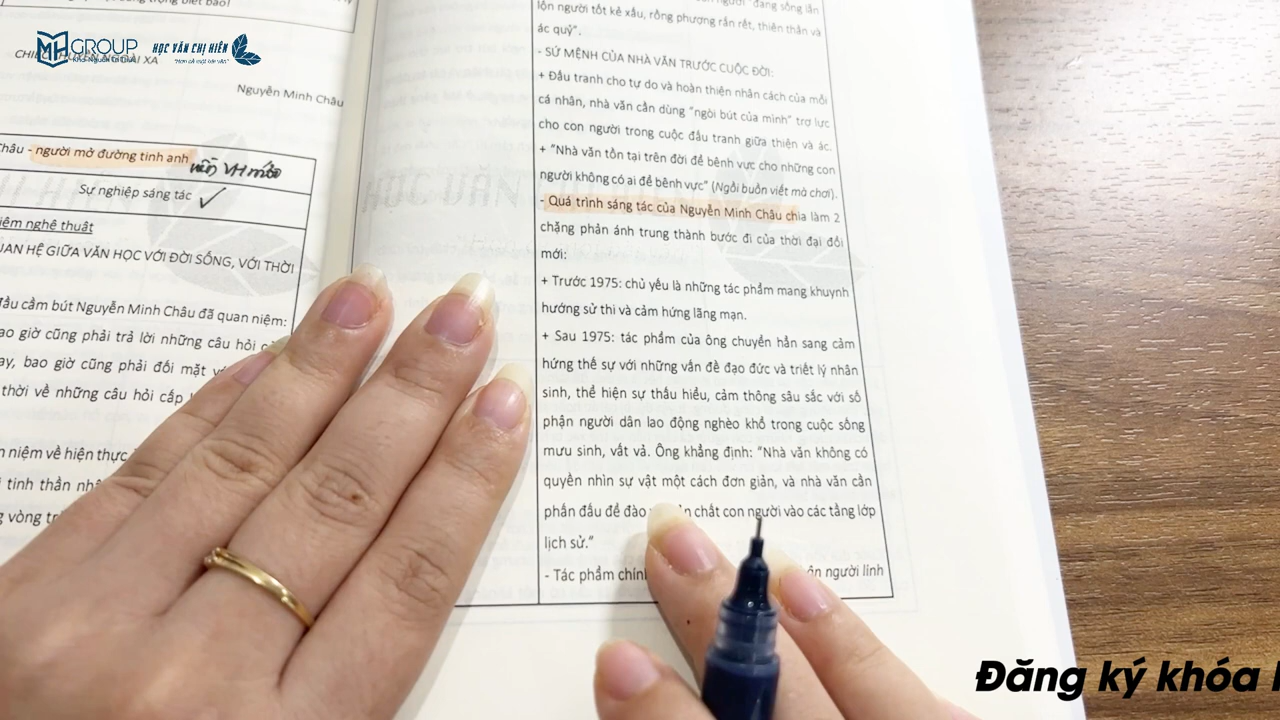 MH GROUP
HỌC VĂN CHỊ HIÊN
"Hơn cả một bài văn"
Nguyễn Minh Châu
Châu - người mở đường tinh anh
Sự nghiệp sáng tác
nghệ thuật
HỆ GIỮA VĂN HỌC VỚI ĐỜI SỐNG, VỚI THỜI
cầm bút Nguyễn Minh Châu đã quan niệm:
giờ cũng phải trả lời những câu hỏi
bao giờ cũng phải đối mặt
thời về những câu hỏi cấp
niệm về hiện thực
tinh thần
vòng
lộn người tốt kẻ xấu, rồng phượng rắn rết, thiên thần và
ác quỷ".
- SỨ MỆNH CỦA NHÀ VĂN TRƯỚC CUỘC ĐỜI:
+ Đấu tranh cho tự do và hoàn thiện nhân cách của mỗi
cá nhân, nhà văn cần dùng "ngòi bút của mình" trợ lực
cho con người trong cuộc đấu tranh giữa thiện và ác.
+ "Nhà văn tồn tại trên đời để bênh vực cho những con
người không có ai để bênh vực" (Ngồi buồn viết mà chơi).
- Quá trình sáng tác của Nguyễn Minh Châu chia làm 2
chặng phản ánh trung thành bước đi của thời đại đổi
mới:
+ Trước 1975: chủ yếu là những tác phẩm mang khuynh
hướng sử thi và cảm hứng lãng mạn.
+ Sau 1975: tác phẩm của ông chuyển hẳn sang cảm
hứng thế sự với những vấn đề đạo đức và triết lý nhân
sinh, thể hiện sự thấu hiểu, cảm thông sâu sắc với số
phận người dân lao động nghèo khổ trong cuộc sống
mưu sinh, vất vả. Ông khẳng định: "Nhà văn không có
quyền nhìn sự vật một cách đơn giản, và nhà văn cần
phấn đấu để đào chất con người vào các tầng lớp
lịch sử."
- Tác phẩm người lính
Đăng ký khóa